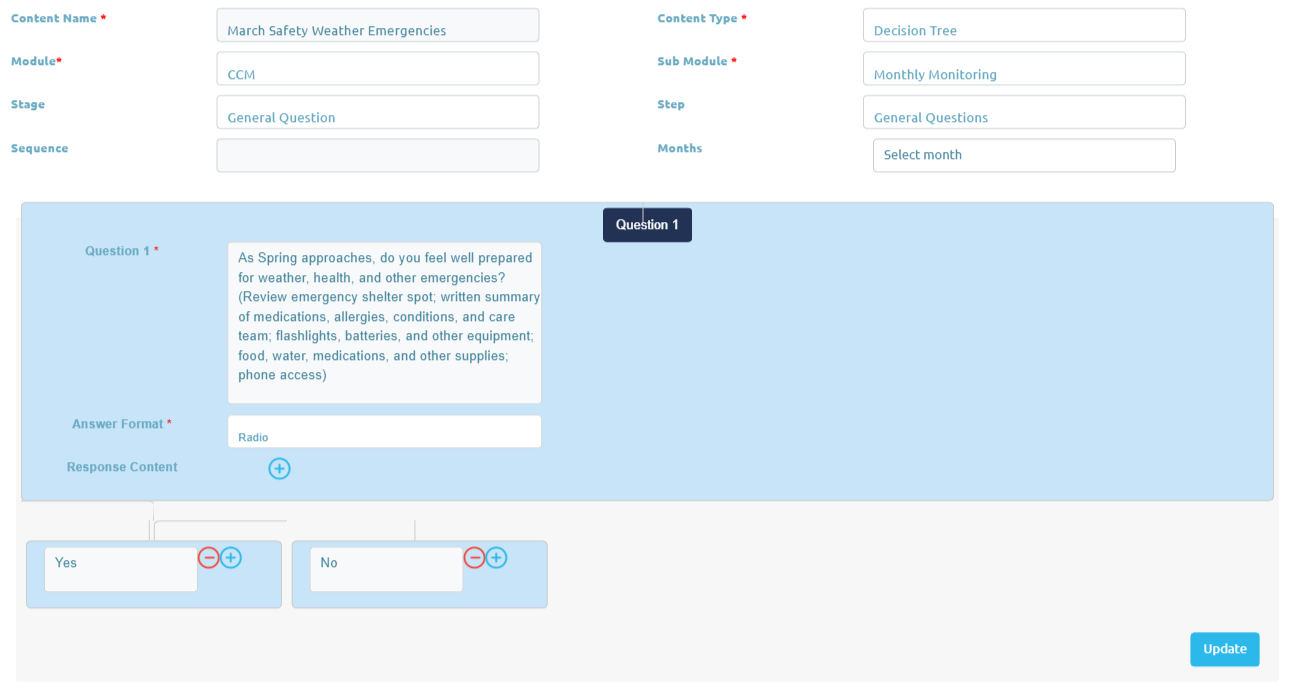 Content Name *
March Safety Weather Emergencies
Content Type *
Decision Tree
Module*
CCM
Sub Module *
Monthly Monitoring
Stage
General Question
Step
General Questions
Sequence
Months
Select month
Question 1
Question 1 *
As Spring approaches, do you feel well prepared
for weather, health, and other emergencies?
(Review emergency shelter spot; written summary
of medications, allergies, conditions, and care
team; flashlights, batteries, and other equipment;
food, water, medications, and other supplies;
phone access)
Answer Format *
Radio
Response Content
Yes
No
Update